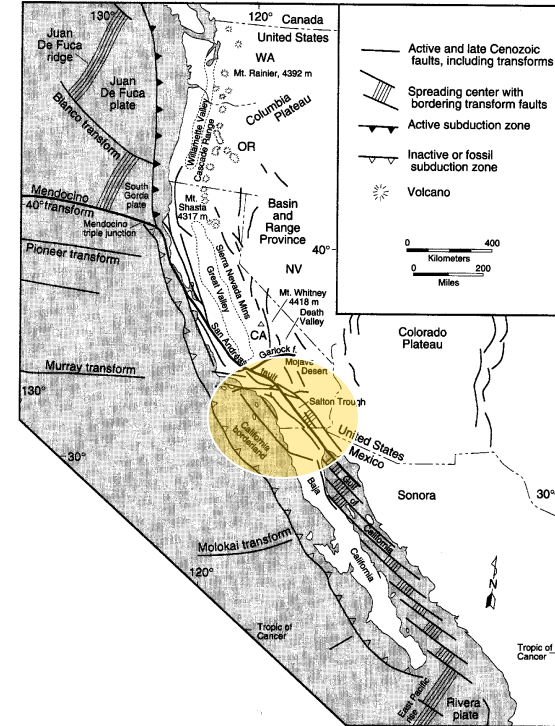 130°
120°
Canada
United States
Juan
De Fuca
ridge
WA
Mt. Rainier, 4392 m
Juan
De Fuca
plate
Columbia
Plateau
Blanco transform
Willamette Valley
Cascade Range
OR
Mendocino
40° transform
South
Gorda
plate
Mt.
Shasta
4317 m
Mendocino
triple junction
Basin
and
Range
Province
40°
Pioneer transform
Sierra Nevada Mtns
Great Valley
NV
Mt. Whitney
4418 m
Death
Valley
CA
San Andreas
fault
Garlock f.
Mojave
Desert
Colorado
Plateau
Murray transform
130°
Salton Trough
California
borderland
United States
Mexico
30°
Baja
California
Gulf
of
California
Sonora
30°
Molokai transform
120°
N
Tropic of
Cancer
Tropic of
Cancer
East Pacific
rise
Rivera
plate
Active and late Cenozoic
faults, including transforms
Spreading center with
bordering transform faults
Active subduction zone
Inactive or fossil
subduction zone
Volcano
0 400
Kilometers
0 200
Miles